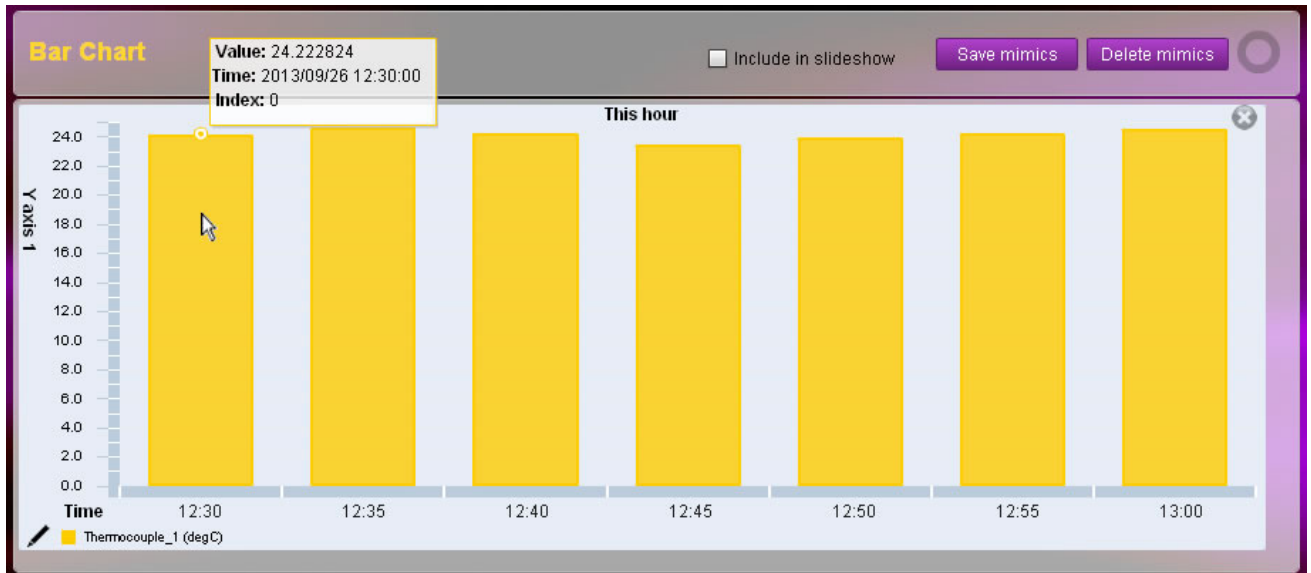 Bar Chart
Value: 24.222824
Time: 2013/09/26 12:30:00
Index: 0
Include in slideshow
Save mimics
Delete mimics
This hour
Y axis 1
24.0
22.0
20.0
18.0
16.0
14.0
12.0
10.0
8.0
6.0
4.0
2.0
0.0
Time 12:30 12:35 12:40 12:45 12:50 12:55 13:00
Thermocouple_1 (degC)